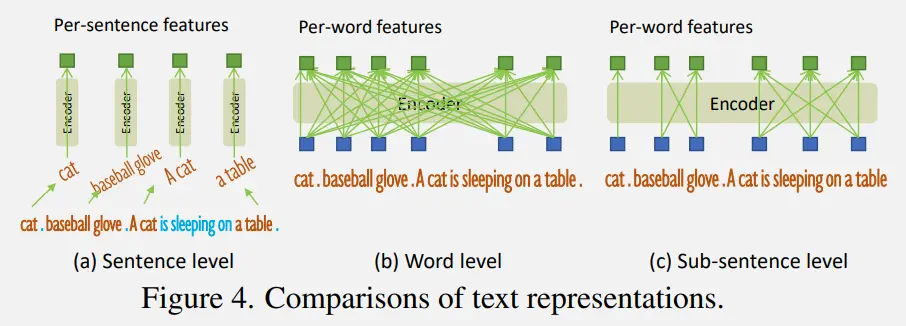 Per-sentence features
Per-word features
Per-word features
Encoder
Encoder
Encoder
Encoder
Encoder
Encoder
cat
baseball glove
A cat
a table
cat . baseball glove . A cat is sleeping on a table .
cat . baseball glove . A cat is sleeping on a table .
cat . baseball glove . A cat is sleeping on a table
(a) Sentence level
(b) Word level
(c) Sub-sentence level
Figure 4. Comparisons of text representations.